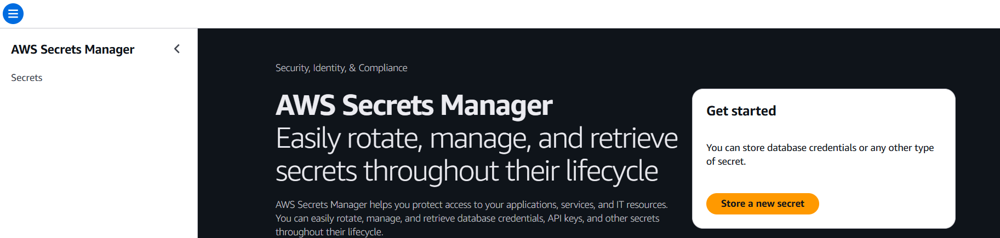 AWS Secrets Manager
Secrets
Security, Identity, & Compliance
AWS Secrets Manager
Easily rotate, manage, and retrieve
secrets throughout their lifecycle
AWS Secrets Manager helps you protect access to your applications, services, and IT resources.
You can easily rotate, manage, and retrieve database credentials, API keys, and other secrets
throughout their lifecycle.
Get started
You can store database credentials or any other type
of secret.
Store a new secret